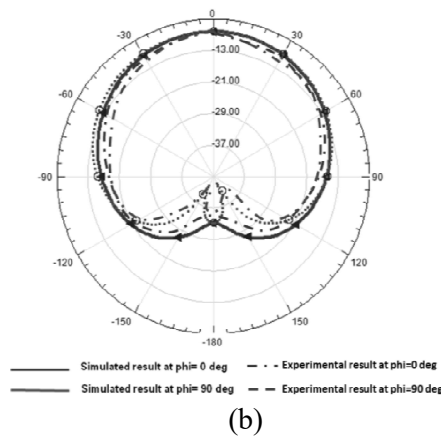 0
-30 30
-13.00
-60 -21.00 60
-29.00
-37.00
-90 90
-120 120
-150 150
-180
Simulated result at phi= 0 deg Experimental result at phi=0 deg
Simulated result at phi= 90 deg Experimental result at phi=90 deg
(b)